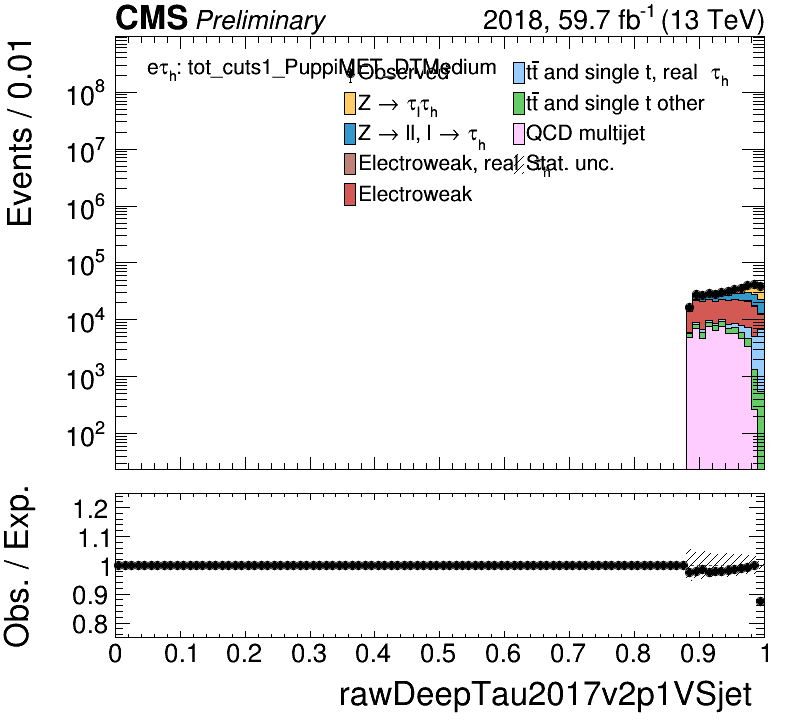 CMS Preliminary 2018, 59.7 fb⁻¹ (13 TeV)
eτh: tot_cuts1_PuppiMET_DTMedium
Observed
Z → τlτh
Z → ll, l → τh
Electroweak, real τh
Electroweak
tt̄ and single t, real τh
tt̄ and single t other
QCD multijet
Stat. unc.
Events / 0.01
10⁸
10⁷
10⁶
10⁵
10⁴
10³
10²
Obs. / Exp.
1.2
1.1
1
0.9
0.8
0 0.1 0.2 0.3 0.4 0.5 0.6 0.7 0.8 0.9 1
rawDeepTau2017v2p1VSjet